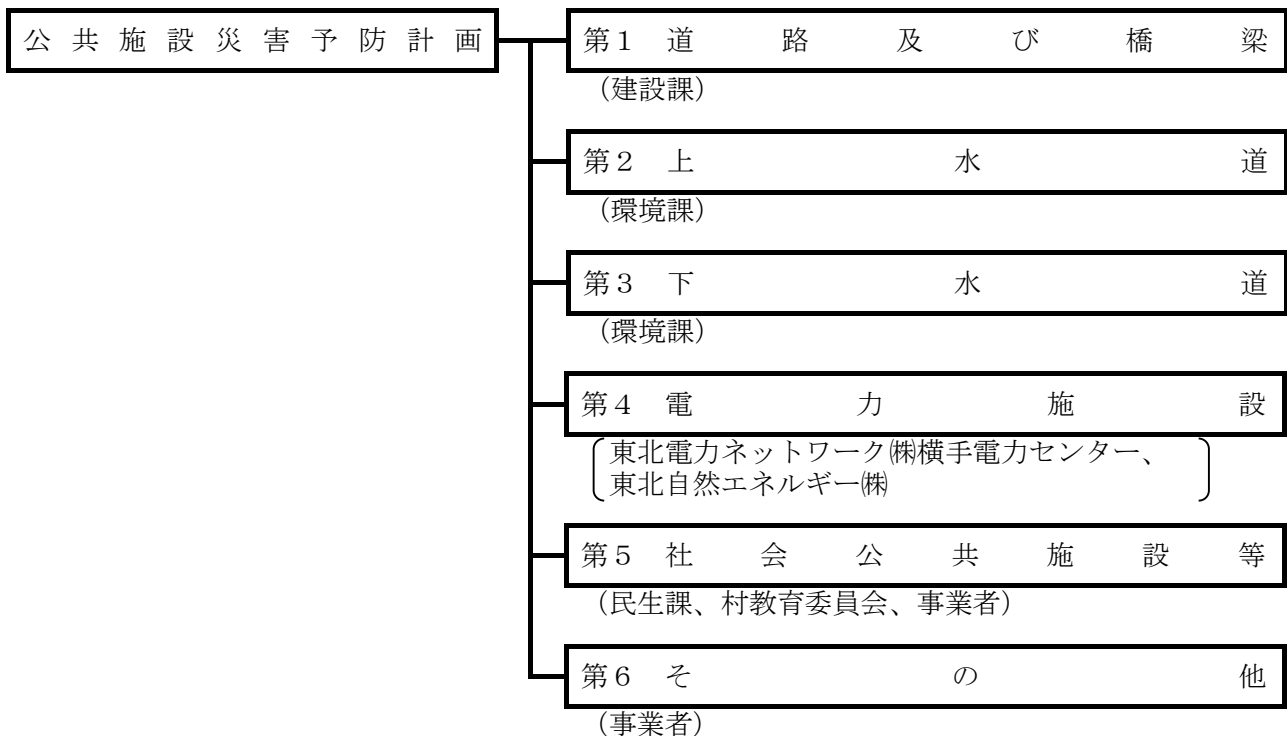 公共施設災害予防計画
第1 道路及び橋梁
（建設課）
第2 上水道
（環境課）
第3 下水道
（環境課）
第4 電力施設
東北電力ネットワーク㈱横手電力センター、
東北自然エネルギー㈱
第5 社会公共施設等
（民生課、村教育委員会、事業者）
第6 その他
（事業者）